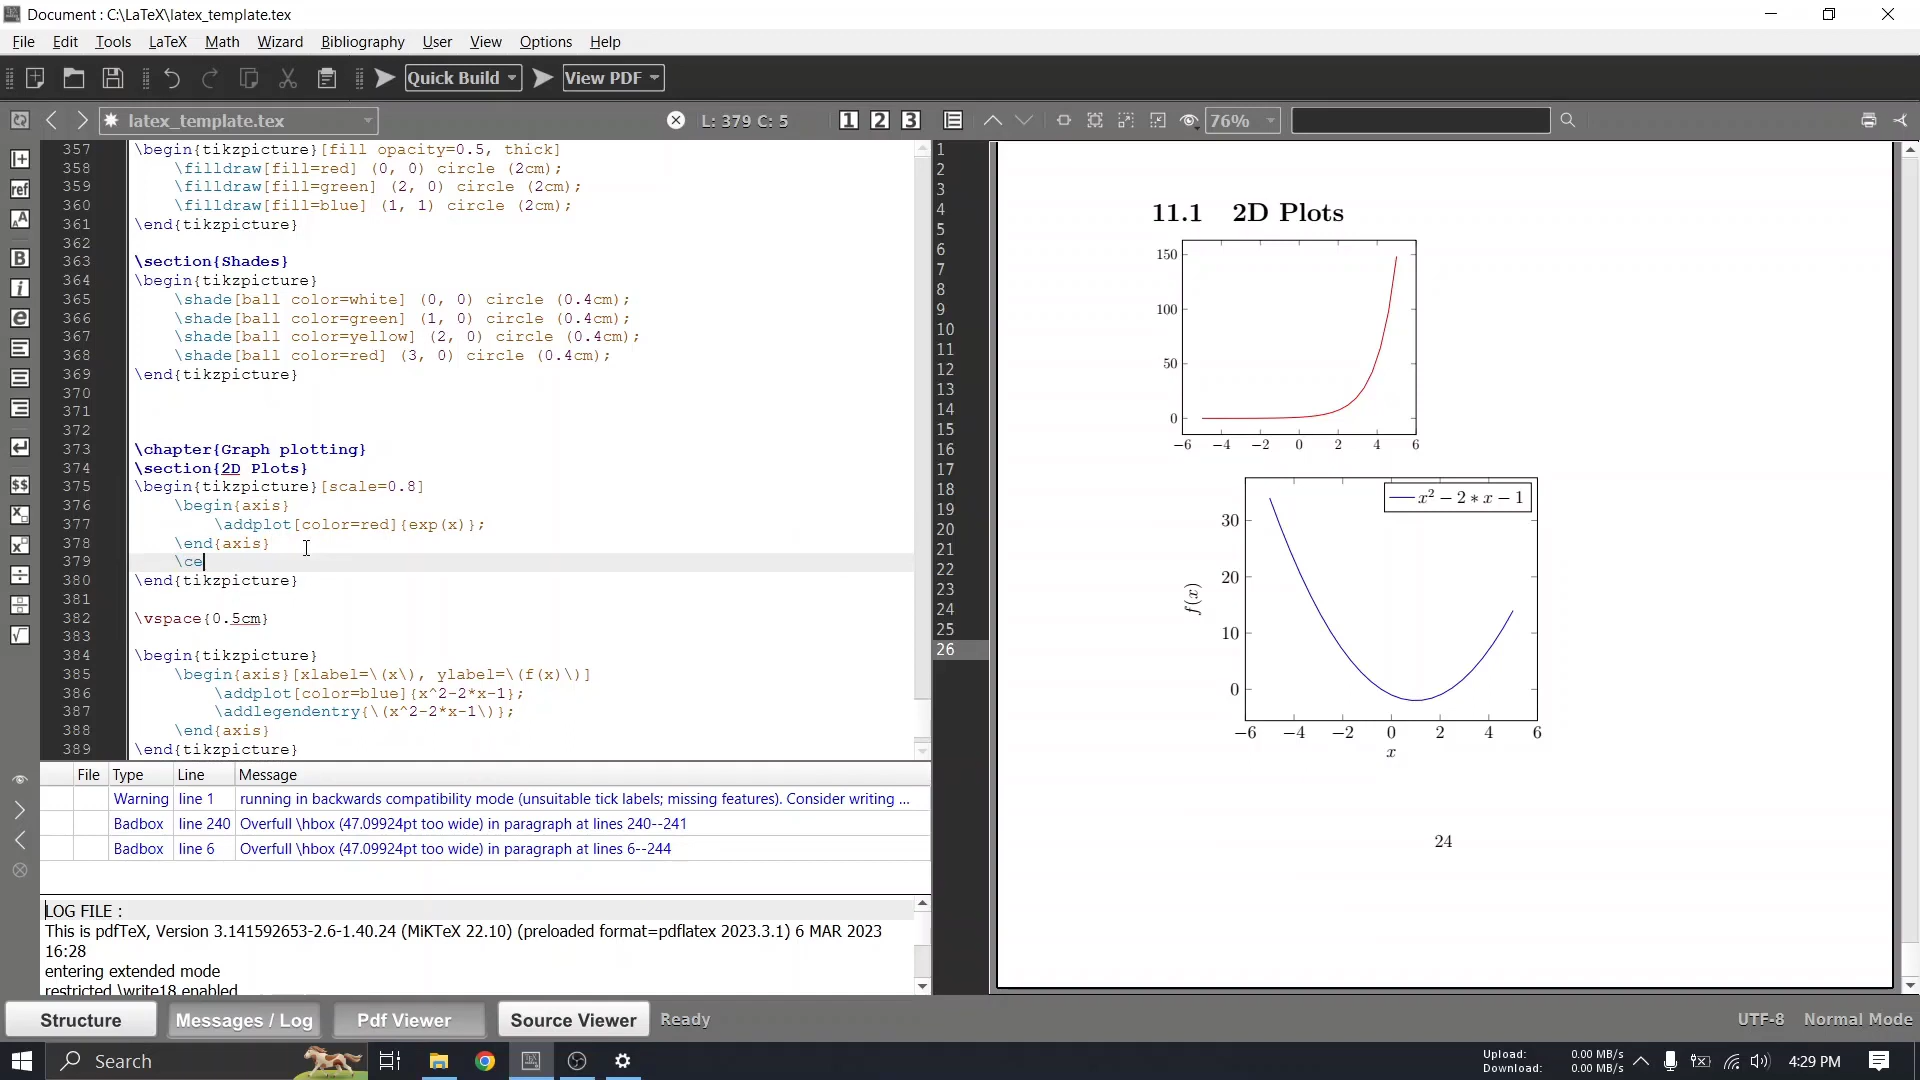 Document : C:\LaTeX\latex_template.tex
File Edit Tools LaTeX Math Wizard Bibliography User View Options Help
Quick Build View PDF
latex_template.tex L: 379 C: 5 1 2 3 76%
357 \begin{tikzpicture}[fill opacity=0.5, thick]
358 \filldraw[fill=red] (0, 0) circle (2cm);
359 \filldraw[fill=green] (2, 0) circle (2cm);
360 \filldraw[fill=blue] (1, 1) circle (2cm);
361 \end{tikzpicture}
362
363 \section{Shades}
364 \begin{tikzpicture}
365 \shade[ball color=white] (0, 0) circle (0.4cm);
366 \shade[ball color=green] (1, 0) circle (0.4cm);
367 \shade[ball color=yellow] (2, 0) circle (0.4cm);
368 \shade[ball color=red] (3, 0) circle (0.4cm);
369 \end{tikzpicture}
370
371
372
373 \chapter{Graph plotting}
374 \section{2D Plots}
375 \begin{tikzpicture}[scale=0.8]
376 \begin{axis}
377 \addplot[color=red]{exp(x)};
378 \end{axis}
379 \ce
380 \end{tikzpicture}
381
382 \vspace{0.5cm}
383
384 \begin{tikzpicture}
385 \begin{axis}[xlabel=\(x\), ylabel=\(f(x)\)]
386 \addplot[color=blue]{x^2-2*x-1};
387 \addlegendentry{\(x^2-2*x-1\)};
388 \end{axis}
389 \end{tikzpicture}
ref
A A
B
i
e
$$
x
x
File Type Line Message
Warning line 1 running in backwards compatibility mode (unsuitable tick labels; missing features). Consider writing ...
Badbox line 240 Overfull \hbox (47.09924pt too wide) in paragraph at lines 240--241
Badbox line 6 Overfull \hbox (47.09924pt too wide) in paragraph at lines 6--244
LOG FILE :
This is pdfTeX, Version 3.141592653-2.6-1.40.24 (MiKTeX 22.10) (preloaded format=pdflatex 2023.3.1) 6 MAR 2023
16:28
entering extended mode
restricted \write18 enabled
1
2
3
4
5
6
7
8
9
10
11
12
13
14
15
16
17
18
19
20
21
22
23
24
25
26
11.1 2D Plots
150
100
50
0
−6 −4 −2 0 2 4 6
x² − 2 ∗ x − 1
30
20
10
0
f(x)
−6 −4 −2 0 2 4 6
x
24
Structure Messages / Log Pdf Viewer Source Viewer Ready UTF-8 Normal Mode
Search
Upload: 0.00 MB/s
Download: 0.00 MB/s
4:29 PM